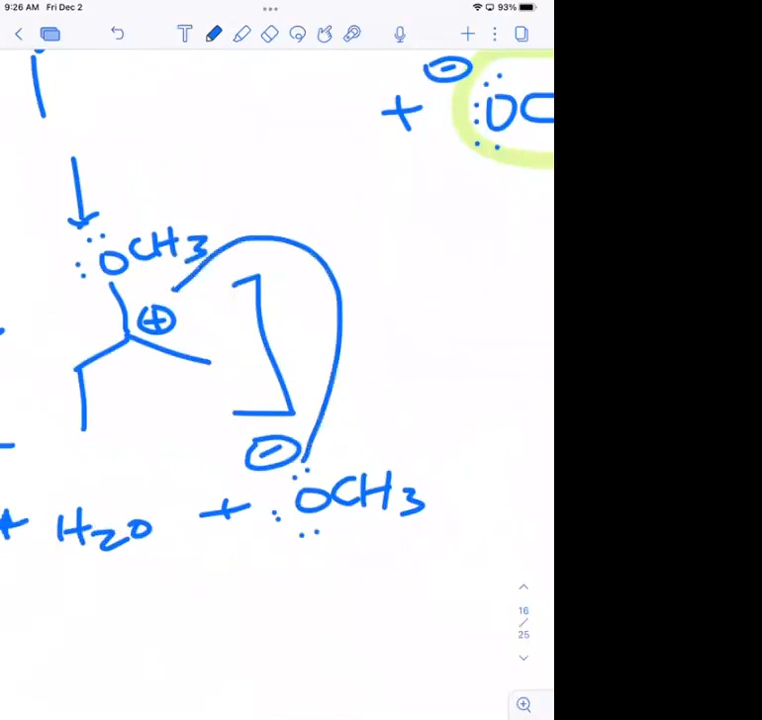 9:26 AM Fri Dec 2
93%
T
⊖
+ :OC
:OCH3
⊕
⊖
+ H2O + :OCH3
16
/
25